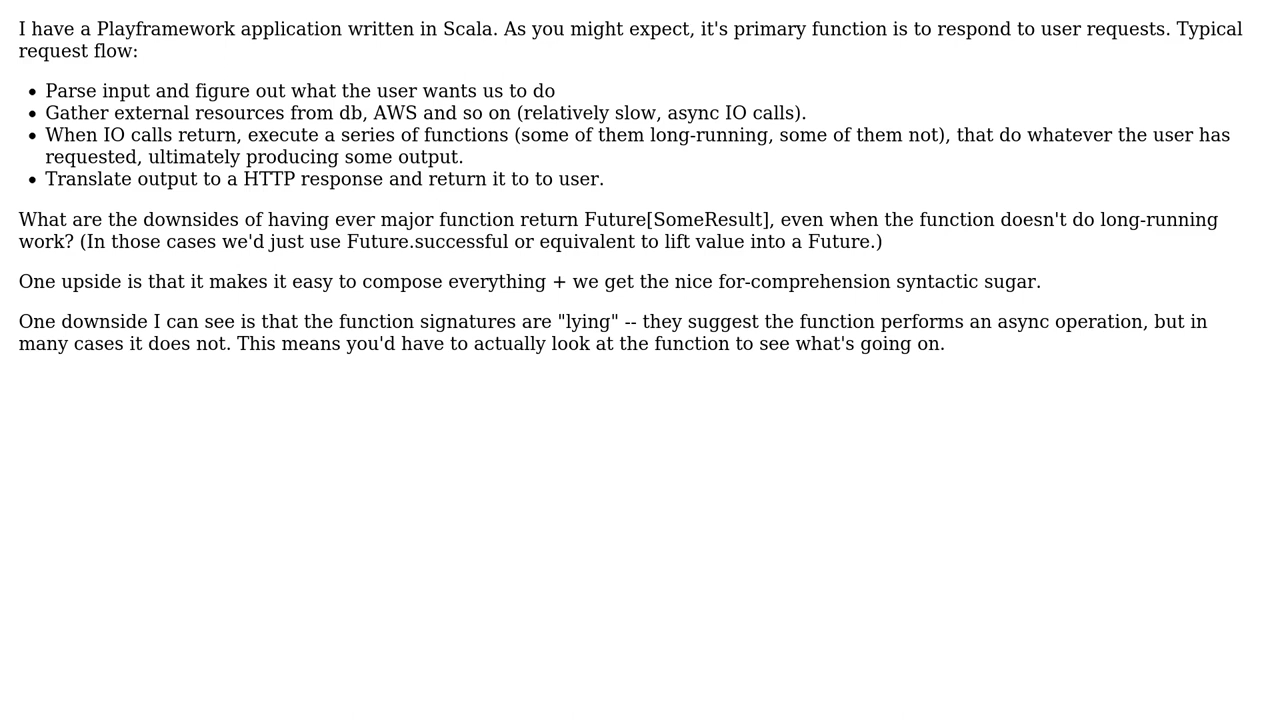 I have a Playframework application written in Scala. As you might expect, it's primary function is to respond to user requests. Typical
request flow:
• Parse input and figure out what the user wants us to do
• Gather external resources from db, AWS and so on (relatively slow, async IO calls).
• When IO calls return, execute a series of functions (some of them long-running, some of them not), that do whatever the user has
requested, ultimately producing some output.
• Translate output to a HTTP response and return it to to user.
What are the downsides of having ever major function return Future[SomeResult], even when the function doesn't do long-running
work? (In those cases we'd just use Future.successful or equivalent to lift value into a Future.)
One upside is that it makes it easy to compose everything + we get the nice for-comprehension syntactic sugar.
One downside I can see is that the function signatures are "lying" -- they suggest the function performs an async operation, but in
many cases it does not. This means you'd have to actually look at the function to see what's going on.